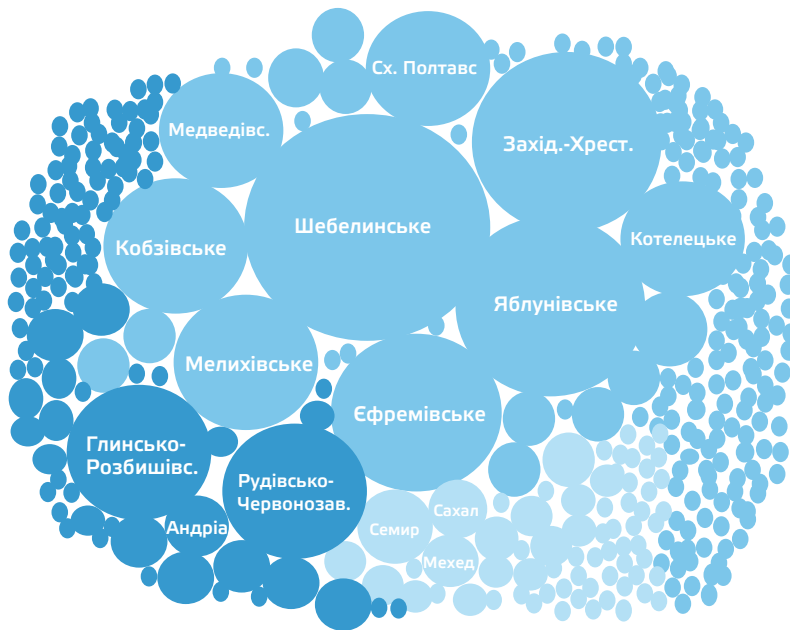 Сх. Полтавс
Медведівс.
Захід.-Хрест.
Шебелинське
Кобзівське
Котелецьке
Яблунівське
Мелихівське
Єфремівське
Глинсько-
Розбишівс.
Рудівсько-
Червонозав.
Андріа
Семир
Сахал
Мехед